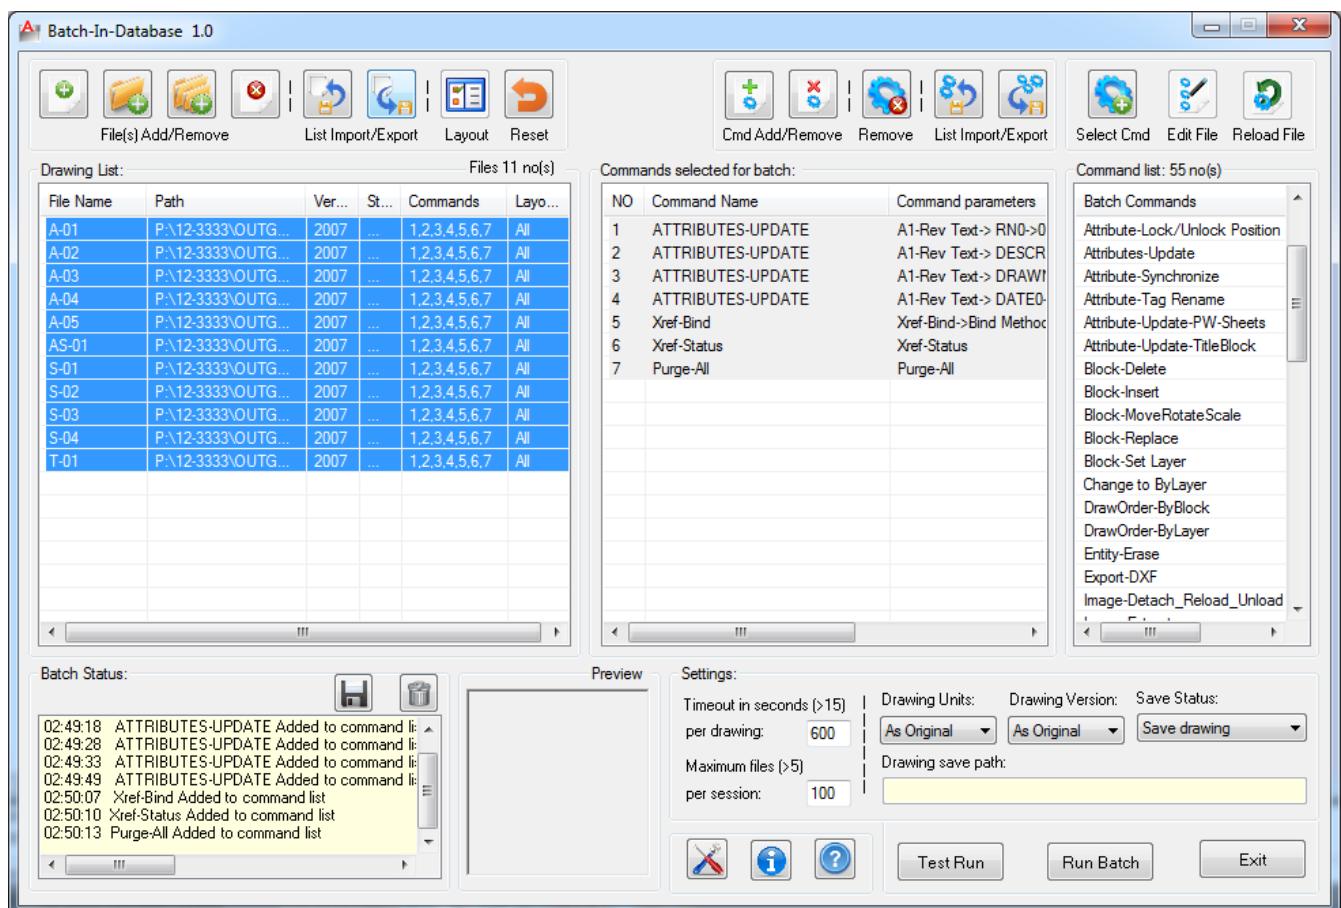 Batch-In-Database 1.0
File(s) Add/Remove List Import/Export Layout Reset
Cmd Add/Remove Remove List Import/Export
Select Cmd Edit File Reload File
Drawing List: Files 11 no(s)
File Name Path Ver... St... Commands Layo...
A-01 P:\12-3333\OUTG... 2007 ... 1,2,3,4,5,6,7 All
A-02 P:\12-3333\OUTG... 2007 ... 1,2,3,4,5,6,7 All
A-03 P:\12-3333\OUTG... 2007 ... 1,2,3,4,5,6,7 All
A-04 P:\12-3333\OUTG... 2007 ... 1,2,3,4,5,6,7 All
A-05 P:\12-3333\OUTG... 2007 ... 1,2,3,4,5,6,7 All
AS-01 P:\12-3333\OUTG... 2007 ... 1,2,3,4,5,6,7 All
S-01 P:\12-3333\OUTG... 2007 ... 1,2,3,4,5,6,7 All
S-02 P:\12-3333\OUTG... 2007 ... 1,2,3,4,5,6,7 All
S-03 P:\12-3333\OUTG... 2007 ... 1,2,3,4,5,6,7 All
S-04 P:\12-3333\OUTG... 2007 ... 1,2,3,4,5,6,7 All
T-01 P:\12-3333\OUTG... 2007 ... 1,2,3,4,5,6,7 All
Commands selected for batch:
NO Command Name Command parameters
1 ATTRIBUTES-UPDATE A1-Rev Text-> RN0->0
2 ATTRIBUTES-UPDATE A1-Rev Text-> DESCR
3 ATTRIBUTES-UPDATE A1-Rev Text-> DRAWN
4 ATTRIBUTES-UPDATE A1-Rev Text-> DATE0-
5 Xref-Bind Xref-Bind->Bind Method
6 Xref-Status Xref-Status
7 Purge-All Purge-All
Command list: 55 no(s)
Batch Commands
Attribute-Lock/Unlock Position
Attributes-Update
Attribute-Synchronize
Attribute-Tag Rename
Attribute-Update-PW-Sheets
Attribute-Update-TitleBlock
Block-Delete
Block-Insert
Block-MoveRotateScale
Block-Replace
Block-Set Layer
Change to ByLayer
DrawOrder-ByBlock
DrawOrder-ByLayer
Entity-Erase
Export-DXF
Image-Detach_Reload_Unload
Batch Status:
02:49:18 ATTRIBUTES-UPDATE Added to command li
02:49:28 ATTRIBUTES-UPDATE Added to command li
02:49:33 ATTRIBUTES-UPDATE Added to command li
02:49:49 ATTRIBUTES-UPDATE Added to command li
02:50:07 Xref-Bind Added to command list
02:50:10 Xref-Status Added to command list
02:50:13 Purge-All Added to command list
Preview
Settings:
Timeout in seconds (>15)
per drawing: 600
Maximum files (>5)
per session: 100
Drawing Units: Drawing Version: Save Status:
As Original As Original Save drawing
Drawing save path:
Test Run Run Batch Exit